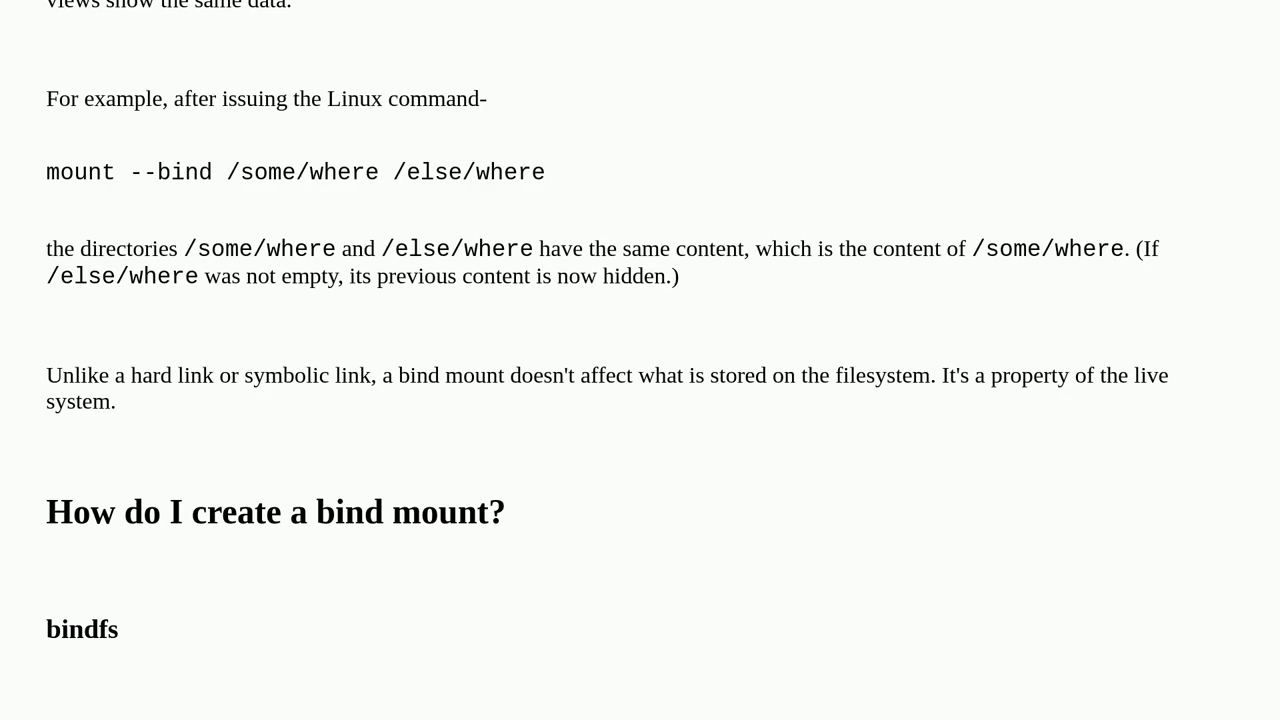 views show the same data.
For example, after issuing the Linux command-
mount --bind /some/where /else/where
the directories /some/where and /else/where have the same content, which is the content of /some/where. (If
/else/where was not empty, its previous content is now hidden.)
Unlike a hard link or symbolic link, a bind mount doesn't affect what is stored on the filesystem. It's a property of the live
system.
How do I create a bind mount?
bindfs